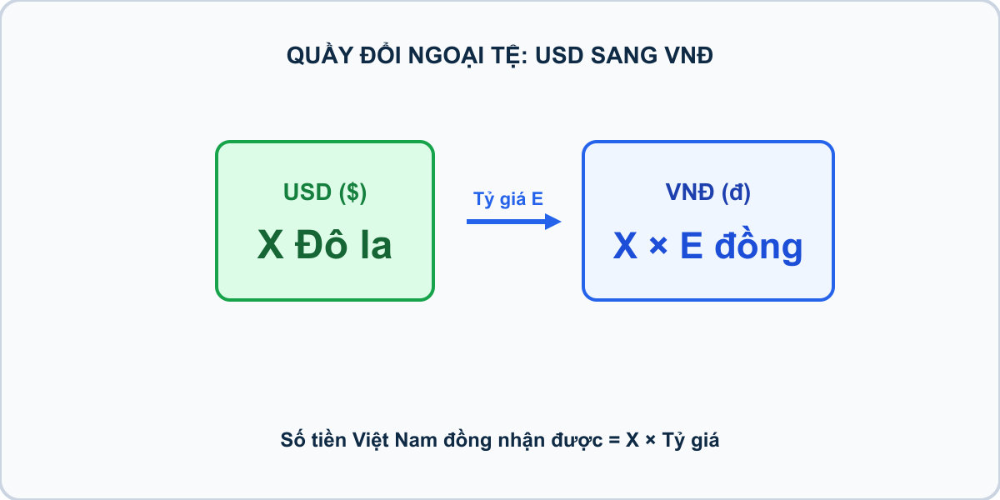 QUẦY ĐỔI NGOẠI TỆ: USD SANG VNĐ
USD ($)
X Đô la
Tỷ giá E
VNĐ (đ)
X × E đồng
Số tiền Việt Nam đồng nhận được = X × Tỷ giá